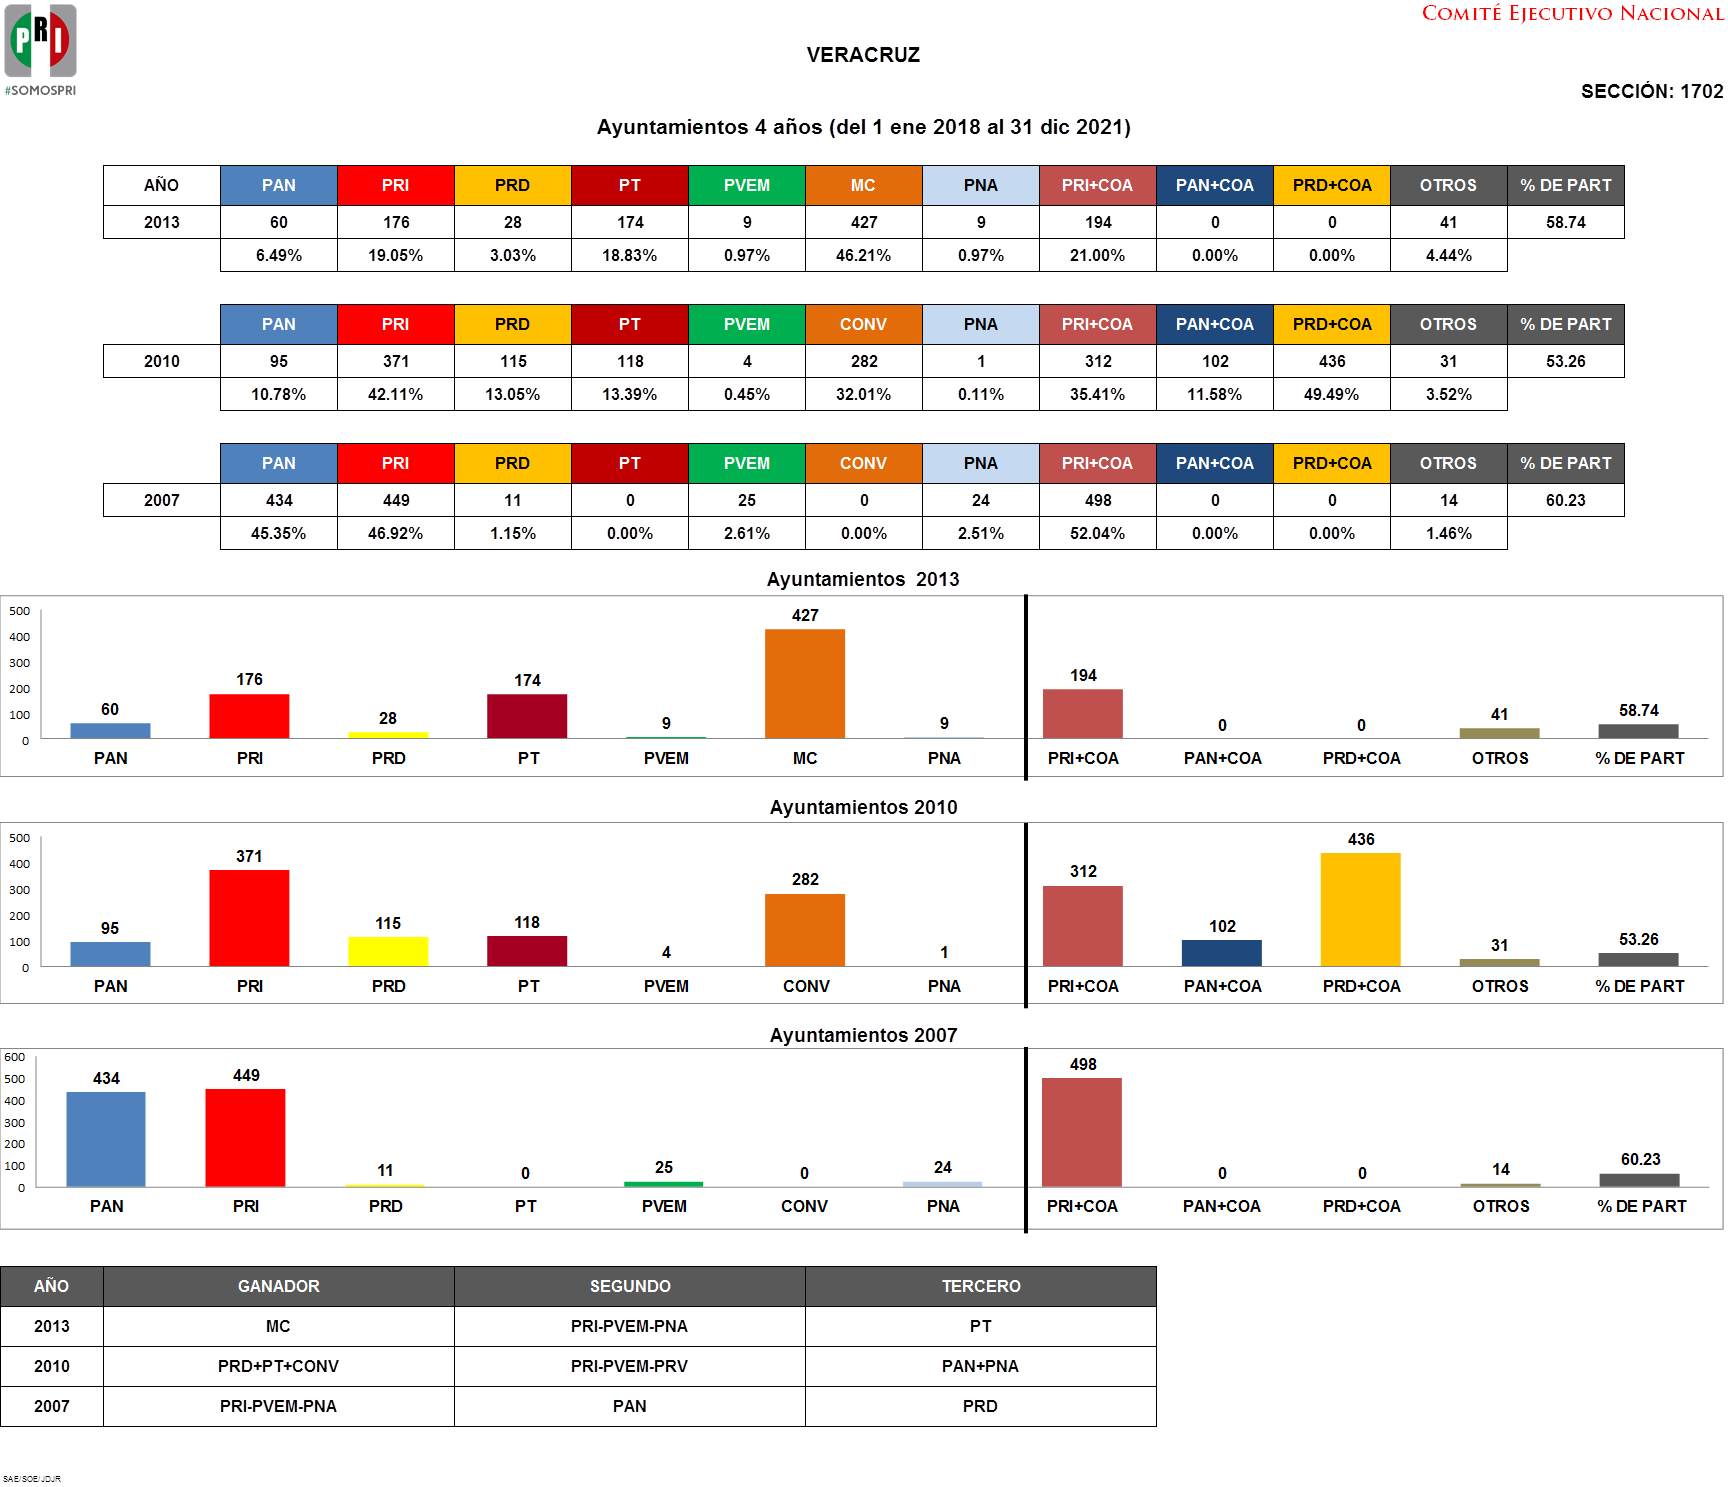 PRI
#SOMOSPRI
COMITÉ EJECUTIVO NACIONAL
VERACRUZ
SECCIÓN: 1702
Ayuntamientos 4 años (del 1 ene 2018 al 31 dic 2021)
AÑO PAN PRI PRD PT PVEM MC PNA PRI+COA PAN+COA PRD+COA OTROS % DE PART
2013 60 176 28 174 9 427 9 194 0 0 41 58.74
6.49% 19.05% 3.03% 18.83% 0.97% 46.21% 0.97% 21.00% 0.00% 0.00% 4.44%
PAN PRI PRD PT PVEM CONV PNA PRI+COA PAN+COA PRD+COA OTROS % DE PART
2010 95 371 115 118 4 282 1 312 102 436 31 53.26
10.78% 42.11% 13.05% 13.39% 0.45% 32.01% 0.11% 35.41% 11.58% 49.49% 3.52%
PAN PRI PRD PT PVEM CONV PNA PRI+COA PAN+COA PRD+COA OTROS % DE PART
2007 434 449 11 0 25 0 24 498 0 0 14 60.23
45.35% 46.92% 1.15% 0.00% 2.61% 0.00% 2.51% 52.04% 0.00% 0.00% 1.46%
Ayuntamientos 2013
500
400
300
200
100
0
60 176 28 174 9 427 9 194 0 0 41 58.74
PAN PRI PRD PT PVEM MC PNA PRI+COA PAN+COA PRD+COA OTROS % DE PART
Ayuntamientos 2010
500
400
300
200
100
0
95 371 115 118 4 282 1 312 102 436 31 53.26
PAN PRI PRD PT PVEM CONV PNA PRI+COA PAN+COA PRD+COA OTROS % DE PART
Ayuntamientos 2007
600
500
400
300
200
100
0
434 449 11 0 25 0 24 498 0 0 14 60.23
PAN PRI PRD PT PVEM CONV PNA PRI+COA PAN+COA PRD+COA OTROS % DE PART
AÑO GANADOR SEGUNDO TERCERO
2013 MC PRI-PVEM-PNA PT
2010 PRD+PT+CONV PRI-PVEM-PRV PAN+PNA
2007 PRI-PVEM-PNA PAN PRD
SAE/SOE/JDJR